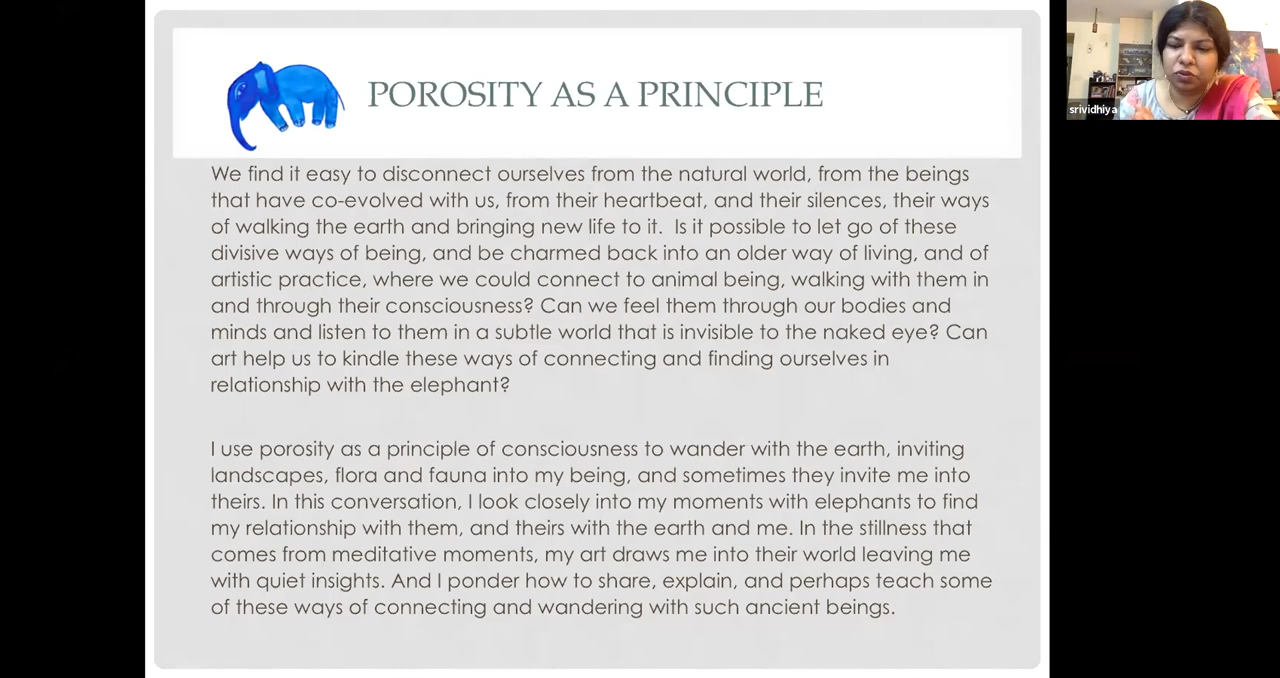 POROSITY AS A PRINCIPLE
srividhiya
We find it easy to disconnect ourselves from the natural world, from the beings
that have co-evolved with us, from their heartbeat, and their silences, their ways
of walking the earth and bringing new life to it.  Is it possible to let go of these
divisive ways of being, and be charmed back into an older way of living, and of
artistic practice, where we could connect to animal being, walking with them in
and through their consciousness? Can we feel them through our bodies and
minds and listen to them in a subtle world that is invisible to the naked eye? Can
art help us to kindle these ways of connecting and finding ourselves in
relationship with the elephant?
I use porosity as a principle of consciousness to wander with the earth, inviting
landscapes, flora and fauna into my being, and sometimes they invite me into
theirs. In this conversation, I look closely into my moments with elephants to find
my relationship with them, and theirs with the earth and me. In the stillness that
comes from meditative moments, my art draws me into their world leaving me
with quiet insights. And I ponder how to share, explain, and perhaps teach some
of these ways of connecting and wandering with such ancient beings.